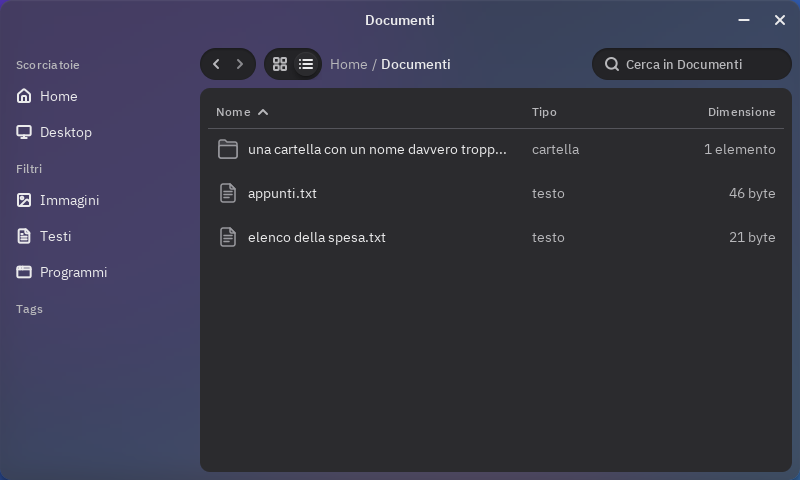 Documenti
Scorciatoie
Home
Desktop
Filtri
Immagini
Testi
Programmi
Tags
Home / Documenti
Cerca in Documenti
Nome Tipo Dimensione
una cartella con un nome davvero tropp... cartella 1 elemento
appunti.txt testo 46 byte
elenco della spesa.txt testo 21 byte